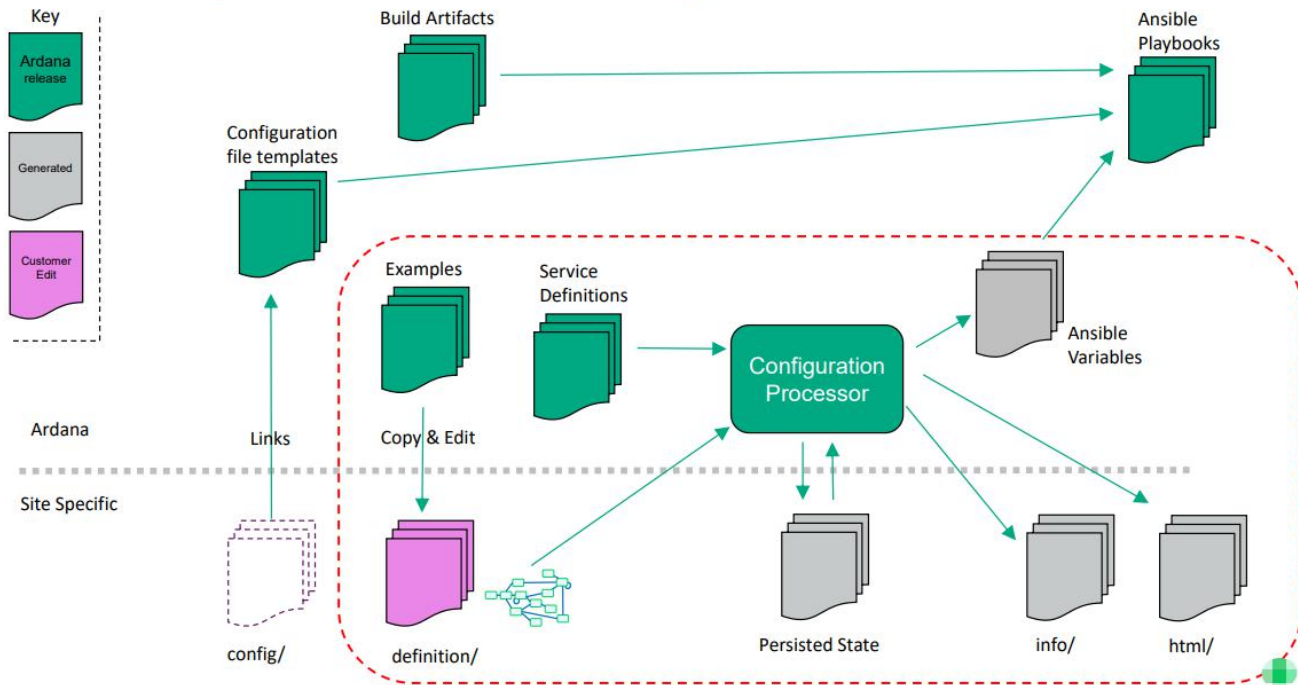 Key
Ardana
release
Generated
Customer
Edit
Build Artifacts
Ansible
Playbooks
Configuration
file templates
Examples
Service
Definitions
Configuration
Processor
Ansible
Variables
Ardana
Links
Copy & Edit
Site Specific
config/
definition/
Persisted State
info/
html/